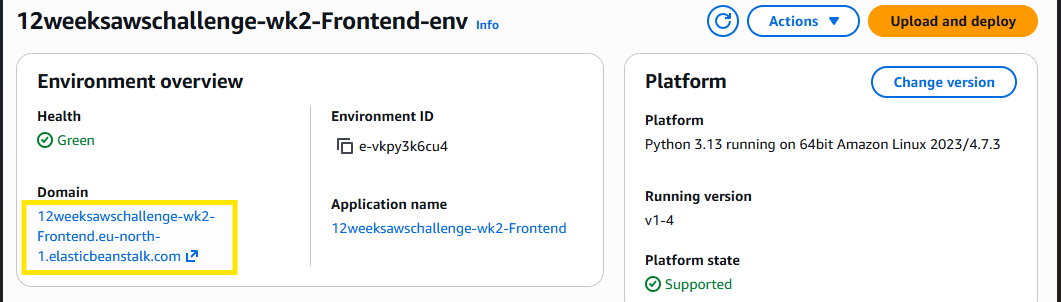 12weeksawschallenge-wk2-Frontend-env Info
Actions
Upload and deploy
Environment overview
Health
Green
Environment ID
e-vkpy3k6cu4
Domain
12weeksawschallenge-wk2-
Frontend.eu-north-
1.elasticbeanstalk.com
Application name
12weeksawschallenge-wk2-Frontend
Platform
Change version
Platform
Python 3.13 running on 64bit Amazon Linux 2023/4.7.3
Running version
v1-4
Platform state
Supported